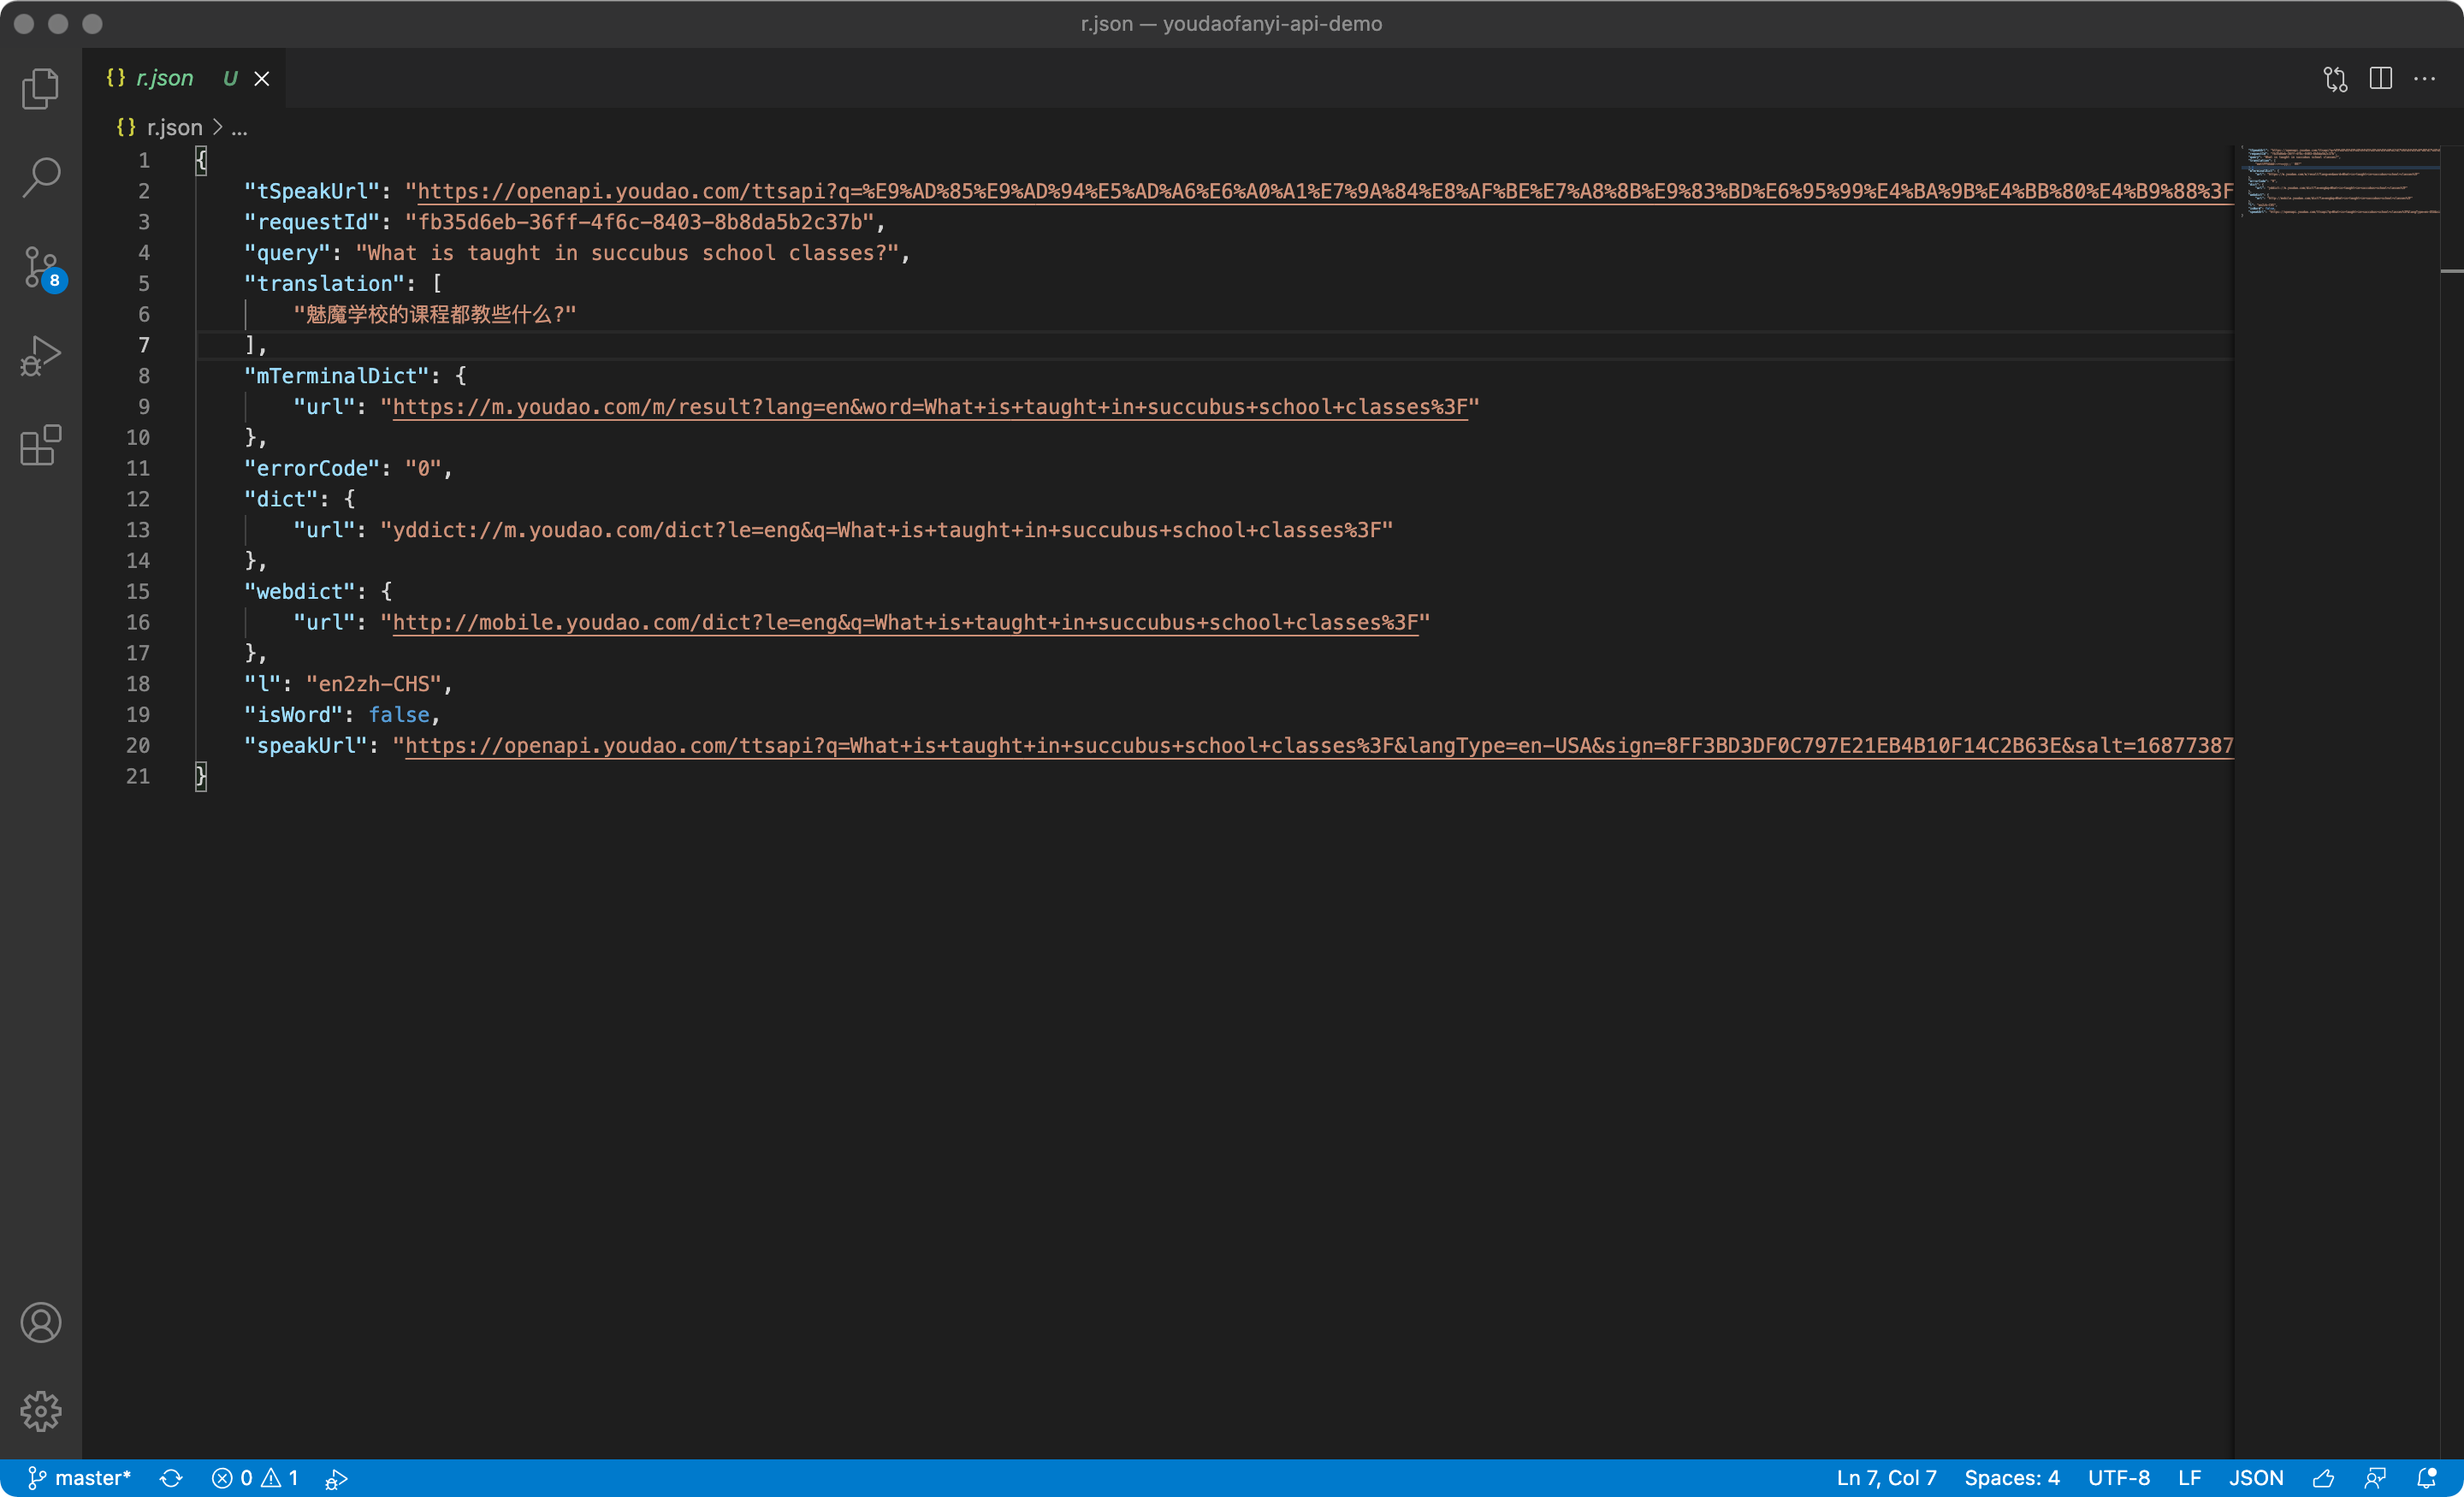 r.json — youdaofanyi-api-demo
{} r.json U
{} r.json > ...
8
1 {
2 "tSpeakUrl": "https://openapi.youdao.com/ttsapi?q=%E9%AD%85%E9%AD%94%E5%AD%A6%E6%A0%A1%E7%9A%84%E8%AF%BE%E7%A8%8B%E9%83%BD%E6%95%99%E4%BA%9B%E4%BB%80%E4%B9%88%3F
3 "requestId": "fb35d6eb-36ff-4f6c-8403-8b8da5b2c37b",
4 "query": "What is taught in succubus school classes?",
5 "translation": [
6 "魅魔学校的课程都教些什么?"
7 ],
8 "mTerminalDict": {
9 "url": "https://m.youdao.com/m/result?lang=en&word=What+is+taught+in+succubus+school+classes%3F"
10 },
11 "errorCode": "0",
12 "dict": {
13 "url": "yddict://m.youdao.com/dict?le=eng&q=What+is+taught+in+succubus+school+classes%3F"
14 },
15 "webdict": {
16 "url": "http://mobile.youdao.com/dict?le=eng&q=What+is+taught+in+succubus+school+classes%3F"
17 },
18 "l": "en2zh-CHS",
19 "isWord": false,
20 "speakUrl": "https://openapi.youdao.com/ttsapi?q=What+is+taught+in+succubus+school+classes%3F&langType=en-USA&sign=8FF3BD3DF0C797E21EB4B10F14C2B63E&salt=16877387
21 }
master* 0 1 Ln 7, Col 7 Spaces: 4 UTF-8 LF JSON